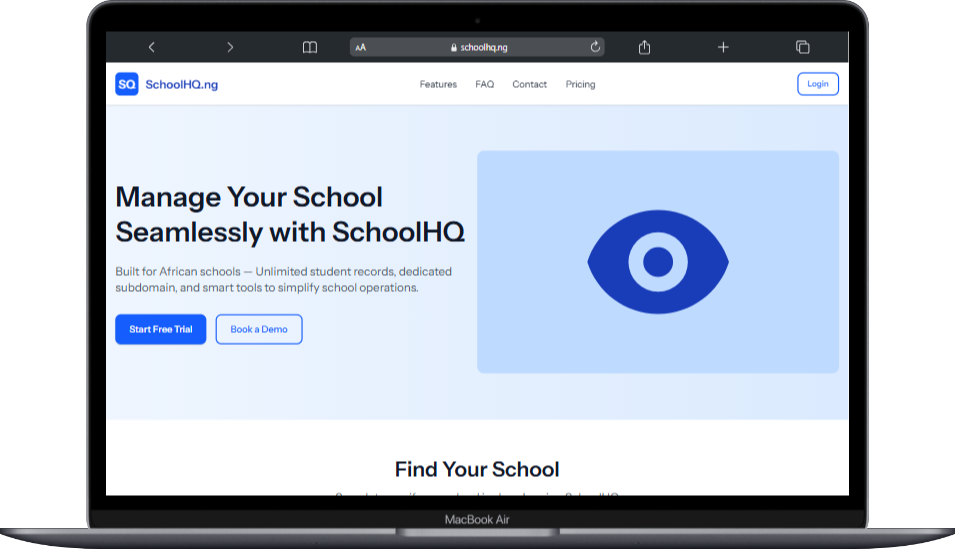 AA schoolhq.ng
SQ SchoolHQ.ng Features FAQ Contact Pricing Login
Manage Your School
Seamlessly with SchoolHQ
Built for African schools — Unlimited student records, dedicated
subdomain, and smart tools to simplify school operations.
Start Free Trial Book a Demo
Find Your School
MacBook Air